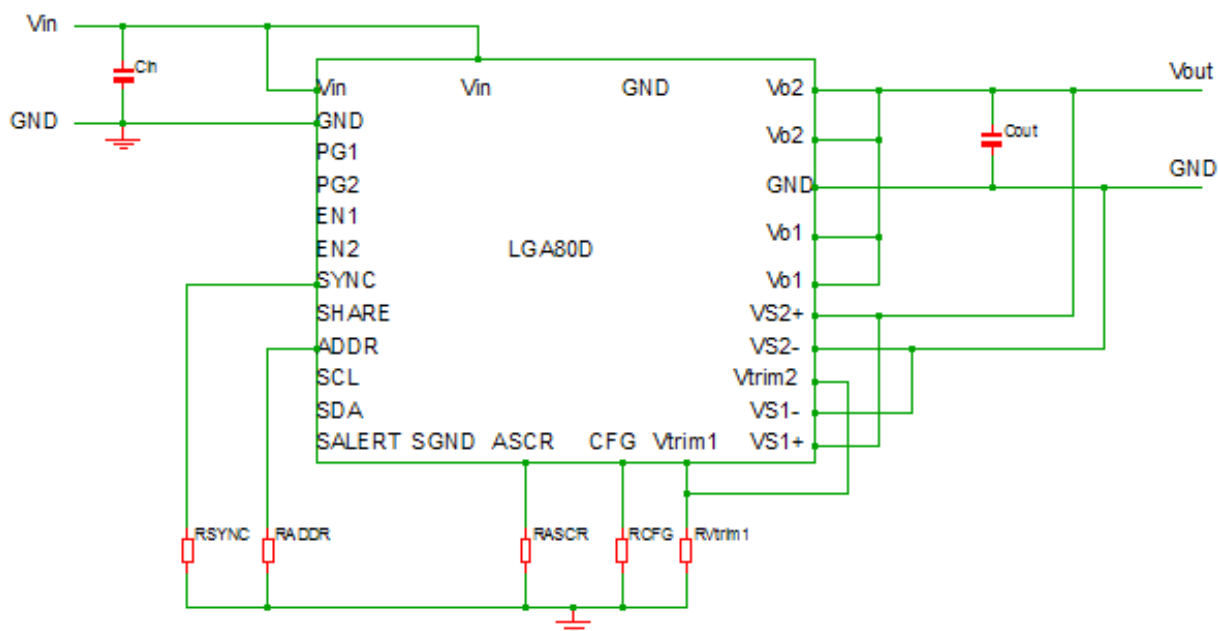 Vin
Cin
GND
Vin
Vin
GND
Vo2
Vout
GND
Vo2
Cout
PG1
PG2
GND
GND
EN1
EN2
LGA80D
Vo1
SYNC
Vo1
SHARE
VS2+
ADDR
VS2-
SCL
Vtrim2
SDA
VS1-
SALERT SGND ASCR CFG Vtrim1 VS1+
RSYNC RADDR RASCR RCFG RVtrim1